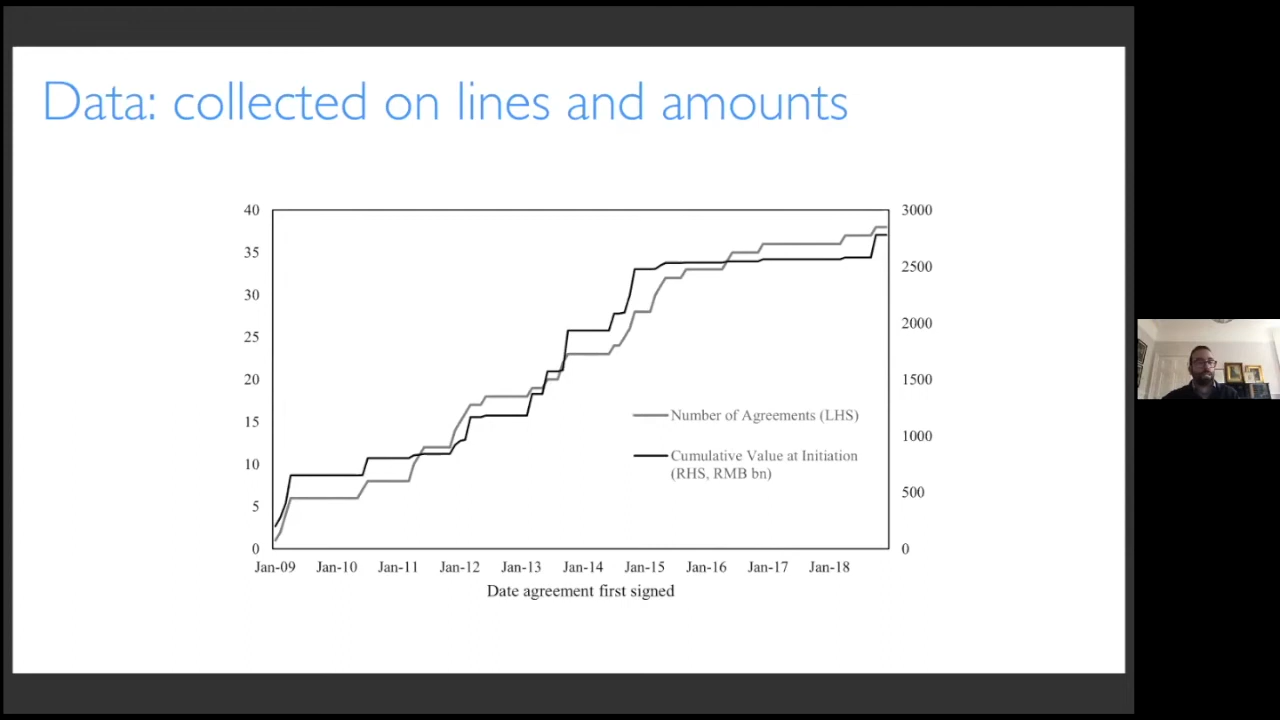 Data: collected on lines and amounts
40
35
30
25
20
15
10
5
0
3000
2500
2000
1500
1000
500
0
Number of Agreements (LHS)
Cumulative Value at Initiation
(RHS, RMB bn)
Jan-09 Jan-10 Jan-11 Jan-12 Jan-13 Jan-14 Jan-15 Jan-16 Jan-17 Jan-18
Date agreement first signed